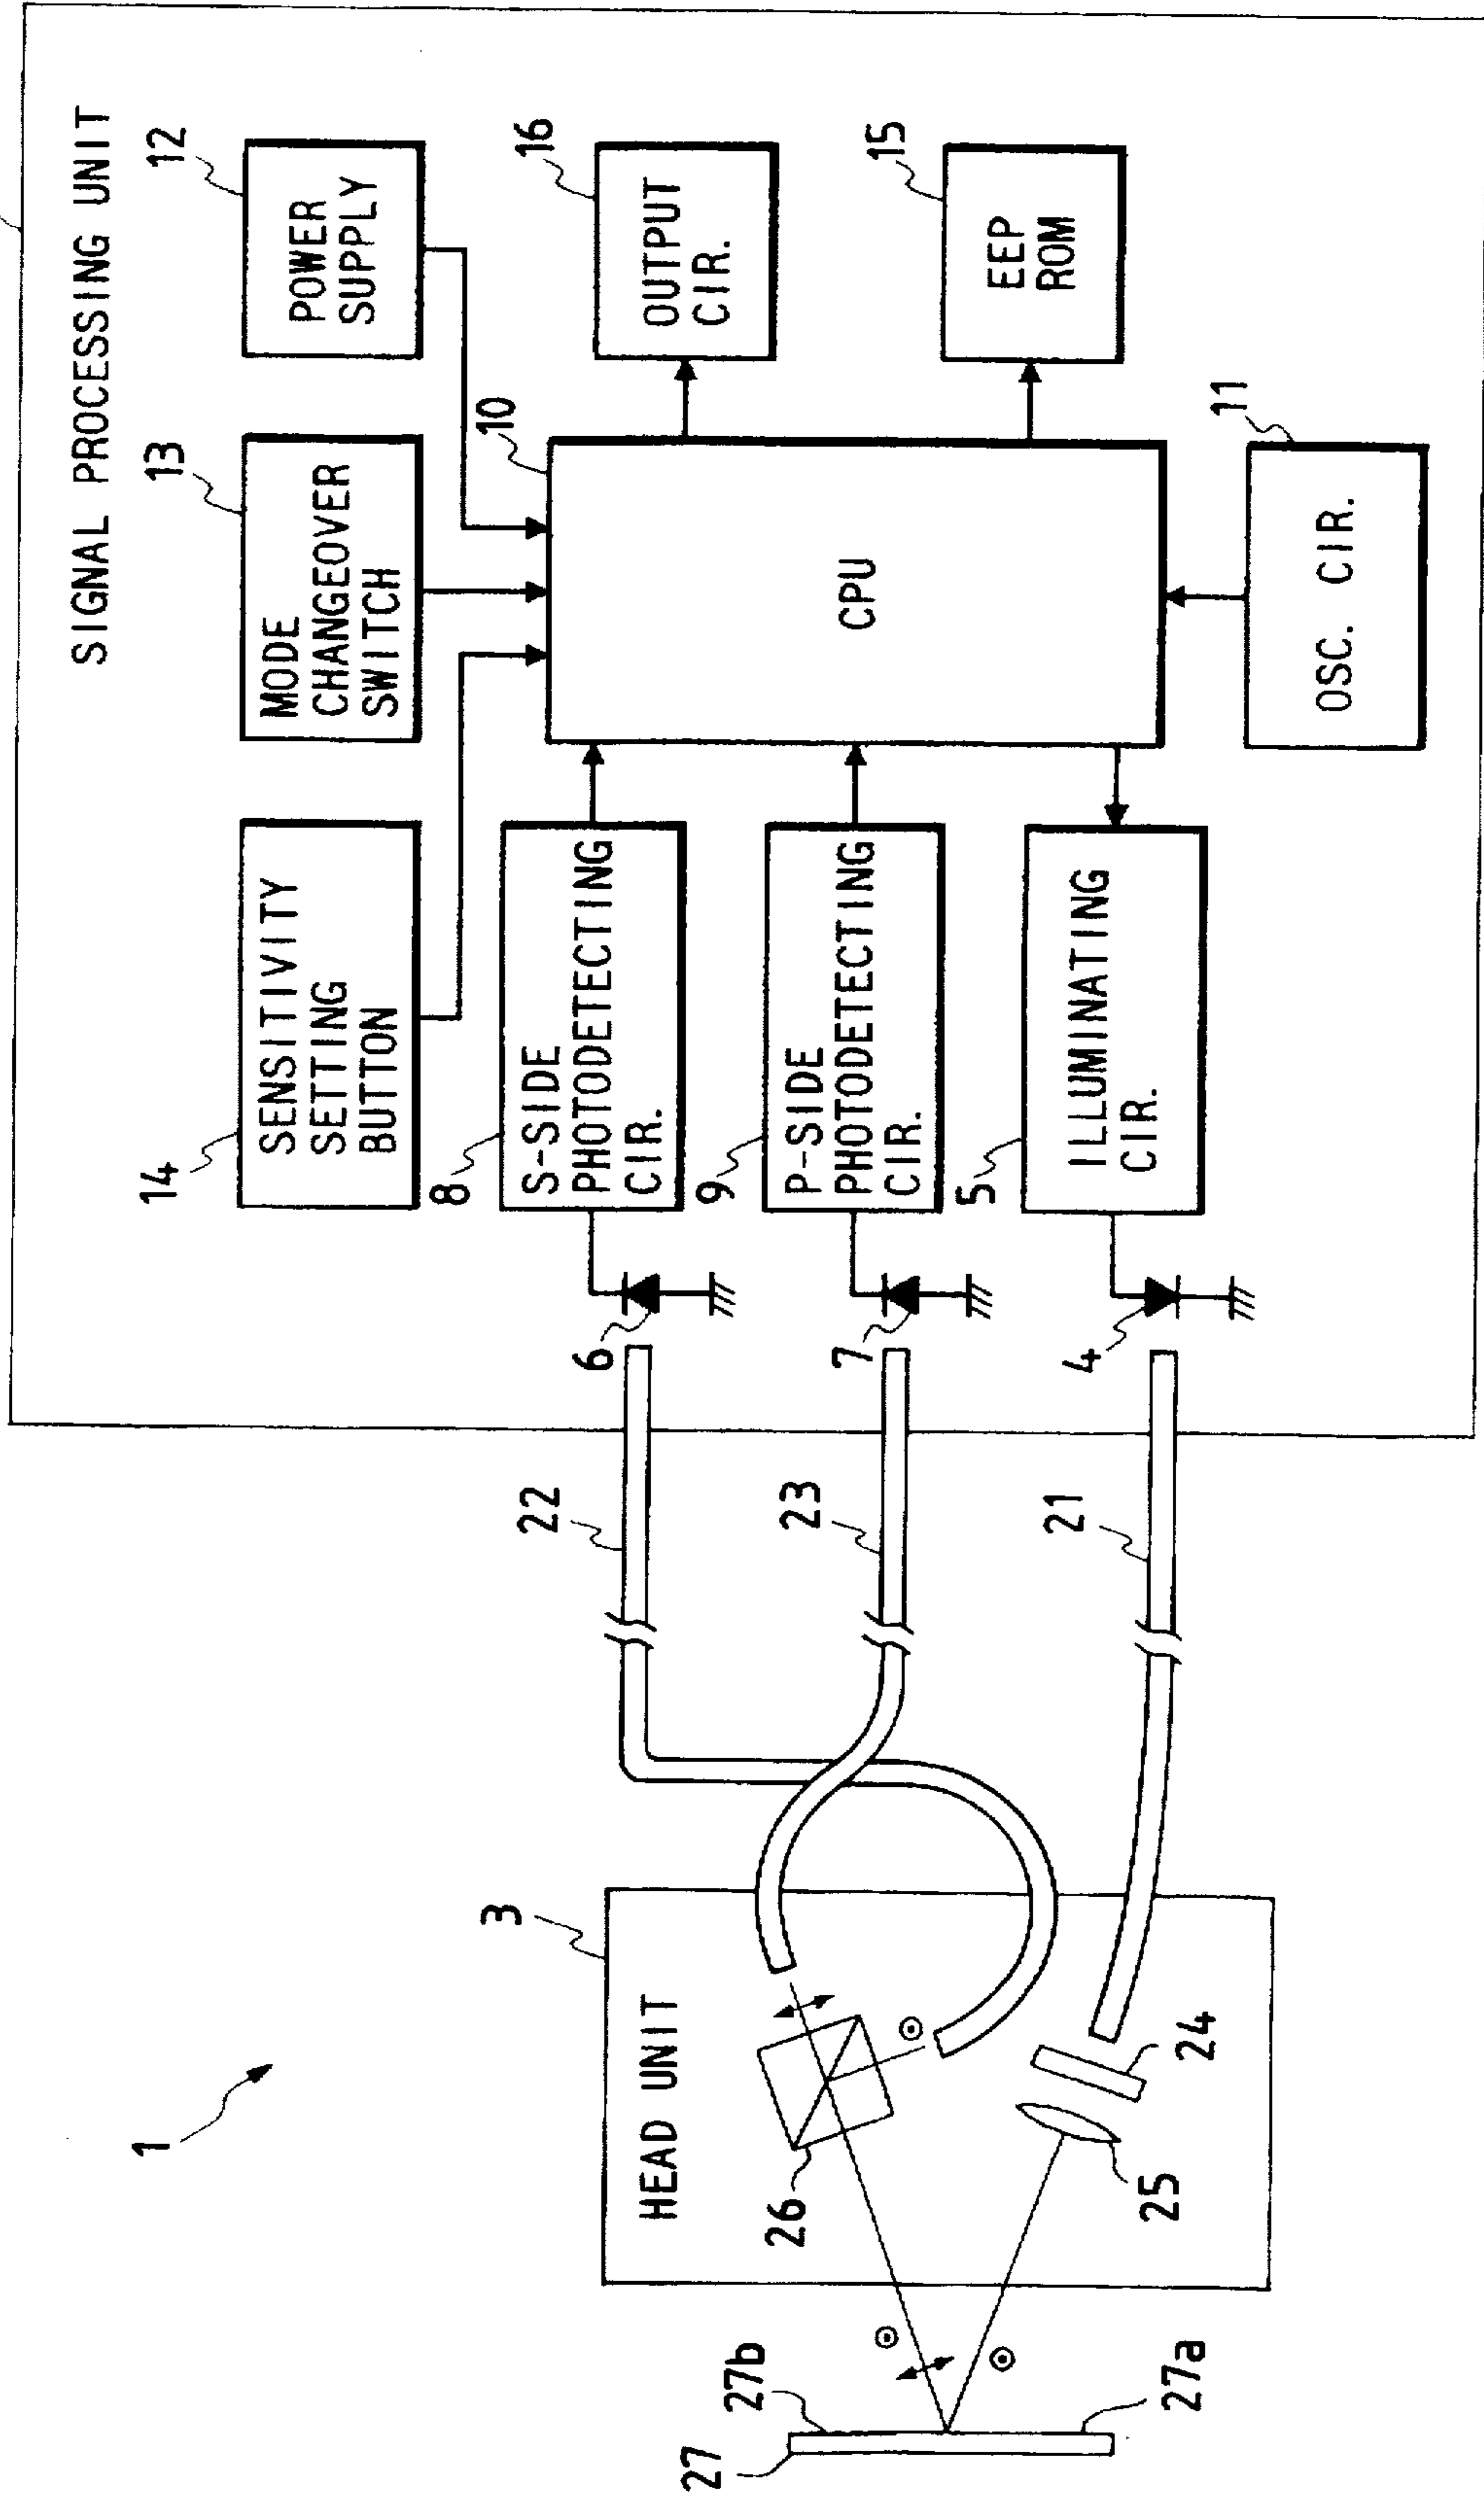 SIGNAL PROCESSING UNIT
14
SENSITIVITY
SETTING
BUTTON
13
MODE
CHANGEOVER
SWITCH
12
POWER
SUPPLY
8
S-SIDE
PHOTODETECTING
CIR.
10
CPU
16
OUTPUT
CIR.
9
P-SIDE
PHOTODETECTING
CIR.
15
EEP
ROM
5
ILLUMINATING
CIR.
11
OSC. CIR.
6
7
4
22
23
21
1
3
HEAD UNIT
26
24
25
27
27b
27a